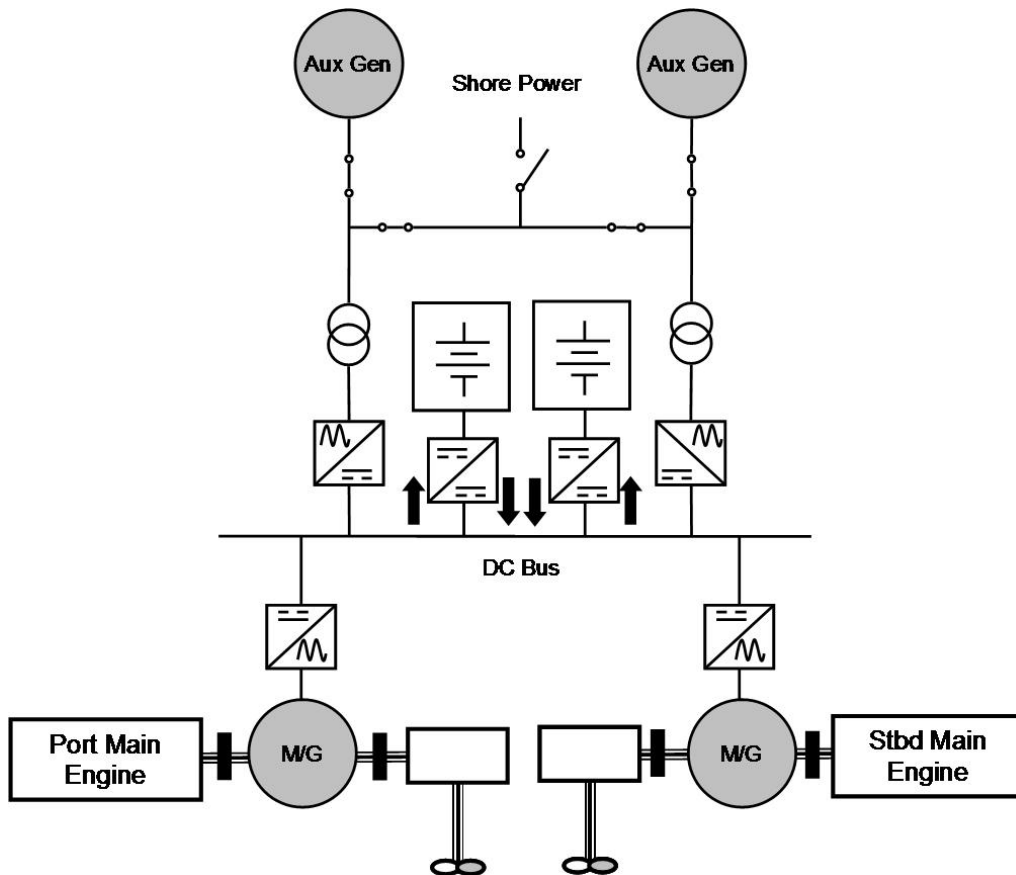 Aux Gen
Aux Gen
Shore Power
DC Bus
Port Main
Engine
M/G
M/G
Stbd Main
Engine